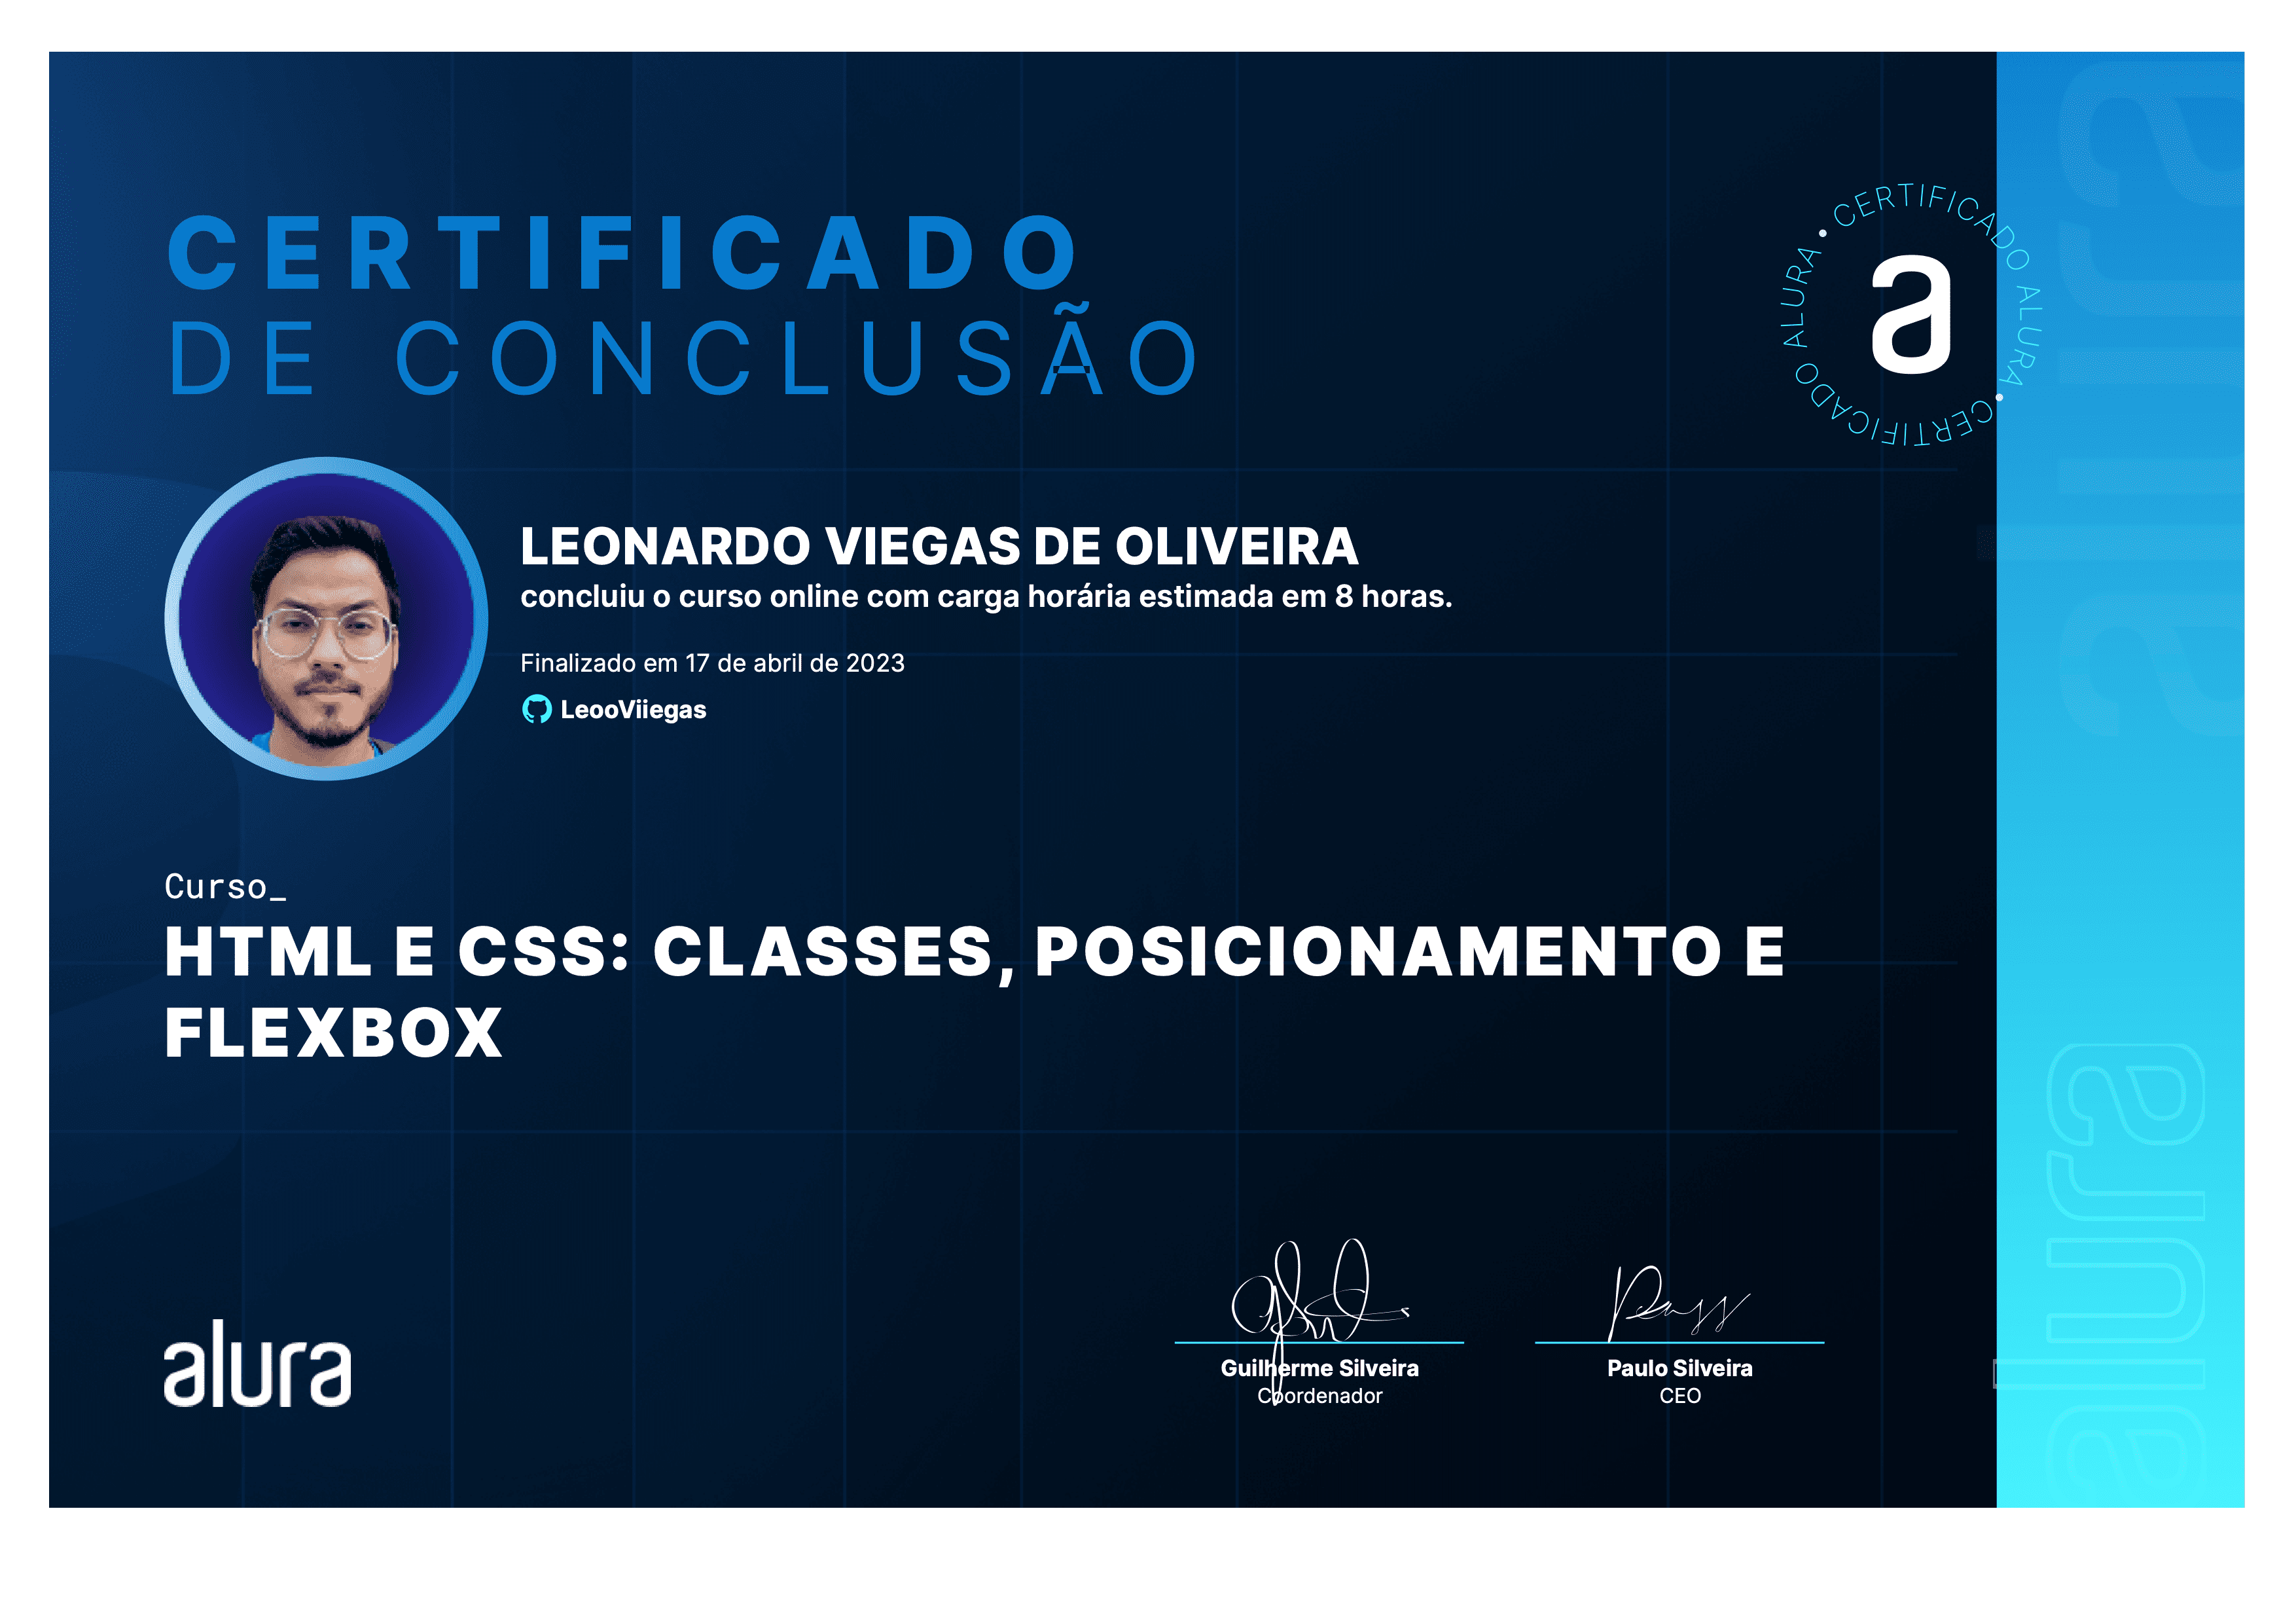 CERTIFICADO
DE CONCLUSÃO
CERTIFICADO ALURA • CERTIFICADO ALURA •
a
LEONARDO VIEGAS DE OLIVEIRA
concluiu o curso online com carga horária estimada em 8 horas.
Finalizado em 17 de abril de 2023
LeooViiegas
Curso_
HTML E CSS: CLASSES, POSICIONAMENTO E
FLEXBOX
alura
Guilherme Silveira
Coordenador
Paulo Silveira
CEO
alura
alura